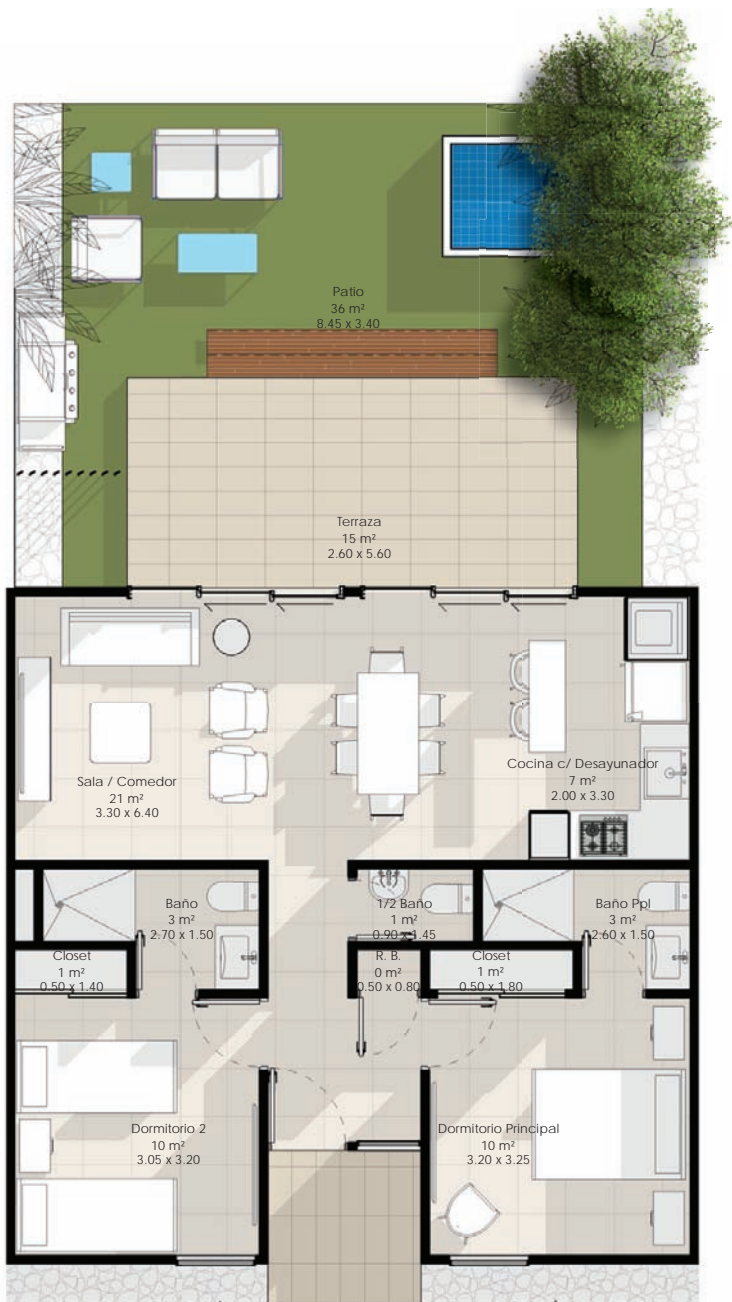 Patio
36 m²
8.45 x 3.40
Terraza
15 m²
2.60 x 5.60
Sala / Comedor
21 m²
3.30 x 6.40
Cocina c/ Desayunador
7 m²
2.00 x 3.30
Baño
3 m²
2.70 x 1.50
1/2 Baño
1 m²
0.90 x 1.45
Baño Ppl
3 m²
2.60 x 1.50
Closet
1 m²
0.50 x 1.40
R. B.
0 m²
0.50 x 0.80
Closet
1 m²
0.50 x 1.80
Dormitorio 2
10 m²
3.05 x 3.20
Dormitorio Principal
10 m²
3.20 x 3.25